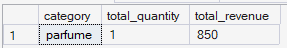 category total_quantity total_revenue
1 parfume 1 850